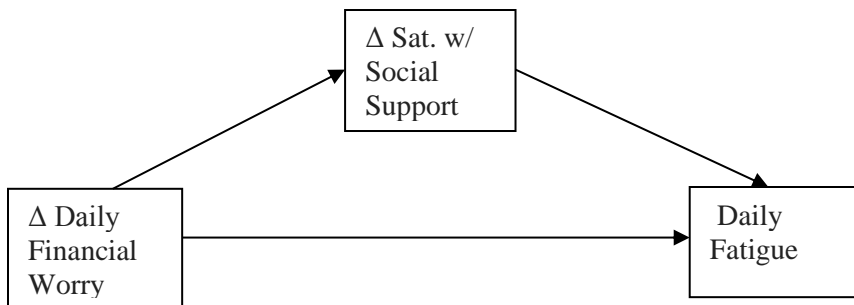 Δ Sat. w/
Social
Support
Δ Daily
Financial
Worry
Daily
Fatigue